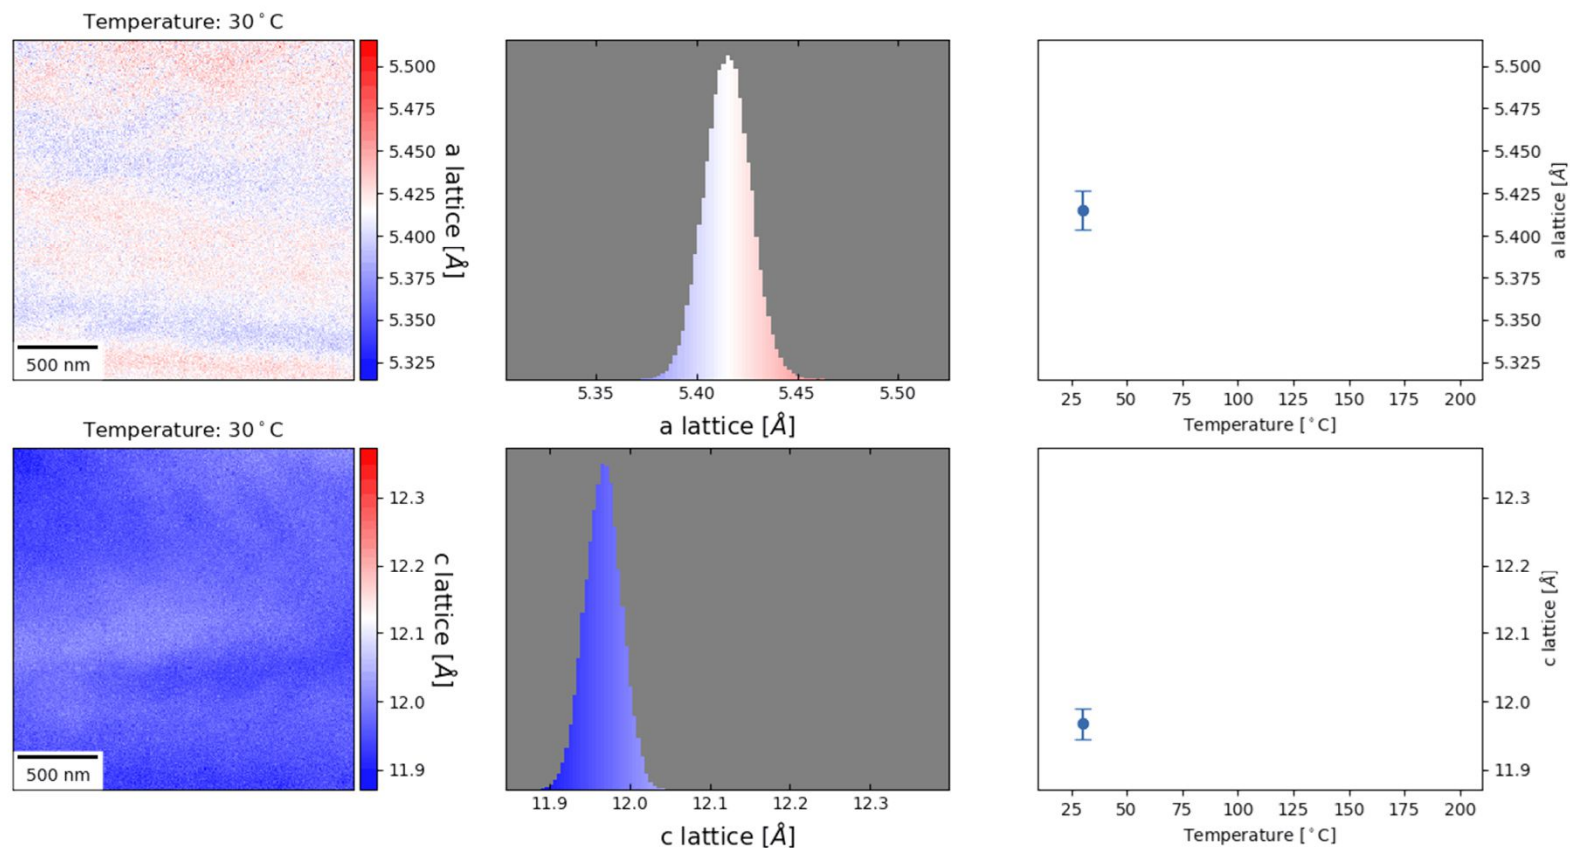 Temperature: 30°C
5.500
5.475
5.450
5.425
5.400
5.375
5.350
5.325
a lattice [Å]
500 nm
5.35 5.40 5.45 5.50
a lattice [Å]
5.500
5.475
5.450
5.425
5.400
5.375
5.350
5.325
a lattice [Å]
25 50 75 100 125 150 175 200
Temperature [°C]
Temperature: 30°C
12.3
12.2
12.1
12.0
11.9
c lattice [Å]
500 nm
11.9 12.0 12.1 12.2 12.3
c lattice [Å]
12.3
12.2
12.1
12.0
11.9
c lattice [Å]
25 50 75 100 125 150 175 200
Temperature [°C]